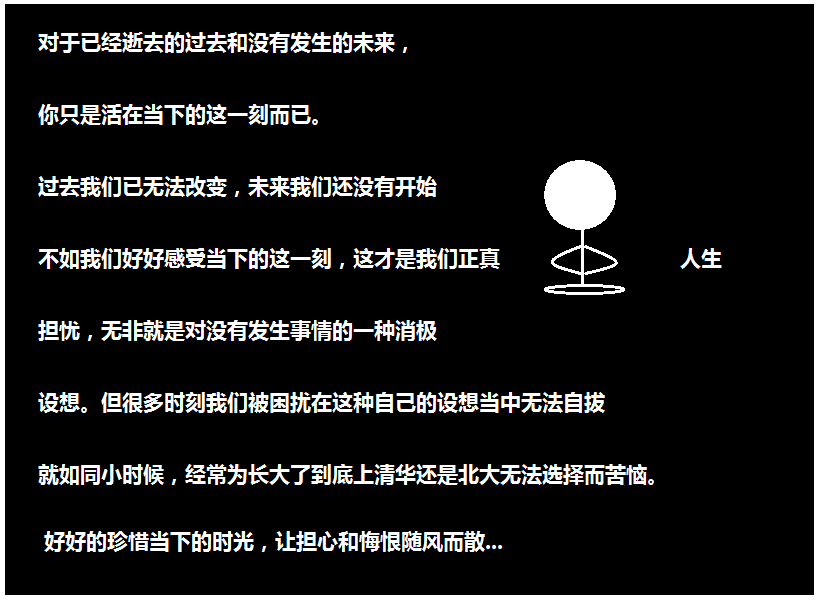 对于已经逝去的过去和没有发生的未来，
你只是活在当下的这一刻而已。
过去我们已无法改变，未来我们还没有开始
不如我们好好感受当下的这一刻，这才是我们正真 人生
担忧，无非就是对没有发生事情的一种消极
设想。但很多时刻我们被困扰在这种自己的设想当中无法自拔
就如同小时候，经常为长大了到底上清华还是北大无法选择而苦恼。
好好的珍惜当下的时光，让担心和悔恨随风而散...